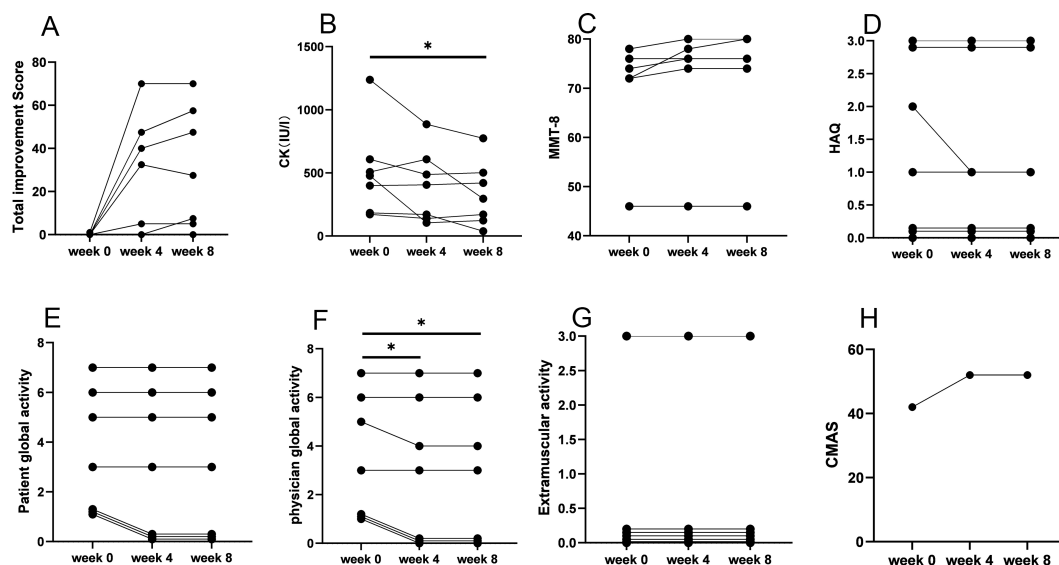 A
Total improvement Score
80
60
40
20
0
week 0 week 4 week 8
B
CK(IU/l)
1500
1000
500
0
*
week 0 week 4 week 8
C
MMT-8
80
70
60
50
40
week 0 week 4 week 8
D
HAQ
3.0
2.5
2.0
1.5
1.0
0.5
0.0
week 0 week 4 week 8
E
Patient global activity
8
6
4
2
0
week 0 week 4 week 8
F
physician global activity
8
6
4
2
0
*
*
week 0 week 4 week 8
G
Extramuscular activity
3.0
2.5
2.0
1.5
1.0
0.5
0.0
week 0 week 4 week 8
H
CMAS
60
40
20
0
week 0 week 4 week 8